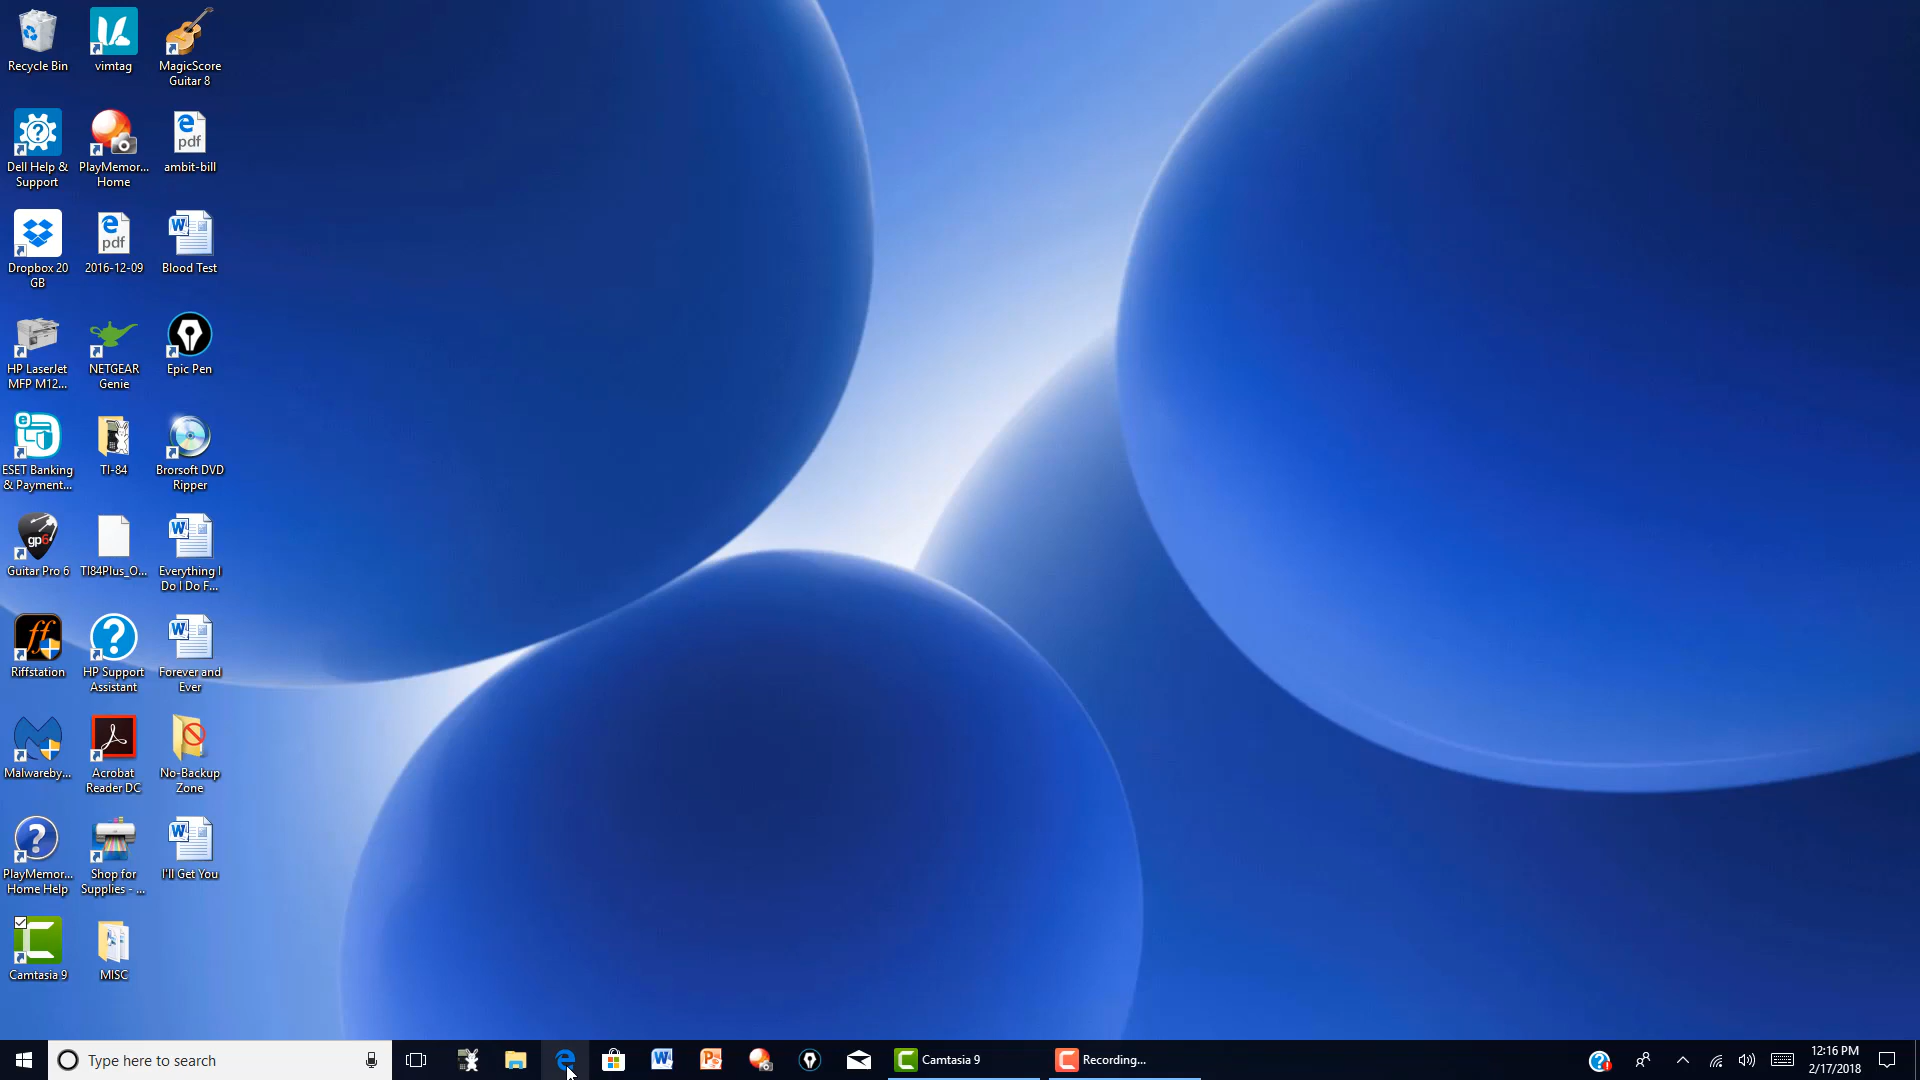 Recycle Bin
vimtag
MagicScore
Guitar 8
Dell Help &
Support
PlayMemor...
Home
pdf
ambit-bill
Dropbox 20
GB
pdf
2016-12-09
Blood Test
HP LaserJet
MFP M12...
NETGEAR
Genie
Epic Pen
ESET Banking
& Payment...
TI-84
Brorsoft DVD
Ripper
gp6
Guitar Pro 6
TI84Plus_O...
Everything I
Do I Do F...
ff
Riffstation
HP Support
Assistant
Forever and
Ever
Malwareby...
Acrobat
Reader DC
No-Backup
Zone
PlayMemor...
Home Help
Shop for
Supplies - ...
I'll Get You
Camtasia 9
MISC
Type here to search
Camtasia 9
Recording...
12:16 PM
2/17/2018